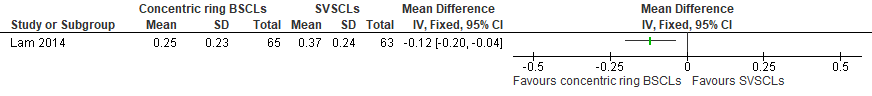 Concentric ring BSCLs SVSCLs Mean Difference Mean Difference
Study or Subgroup Mean SD Total Mean SD Total IV, Fixed, 95% CI IV, Fixed, 95% CI
Lam 2014 0.25 0.23 65 0.37 0.24 63 -0.12 [-0.20, -0.04]
-0.5 -0.25 0 0.25 0.5
Favours concentric ring BSCLs Favours SVSCLs